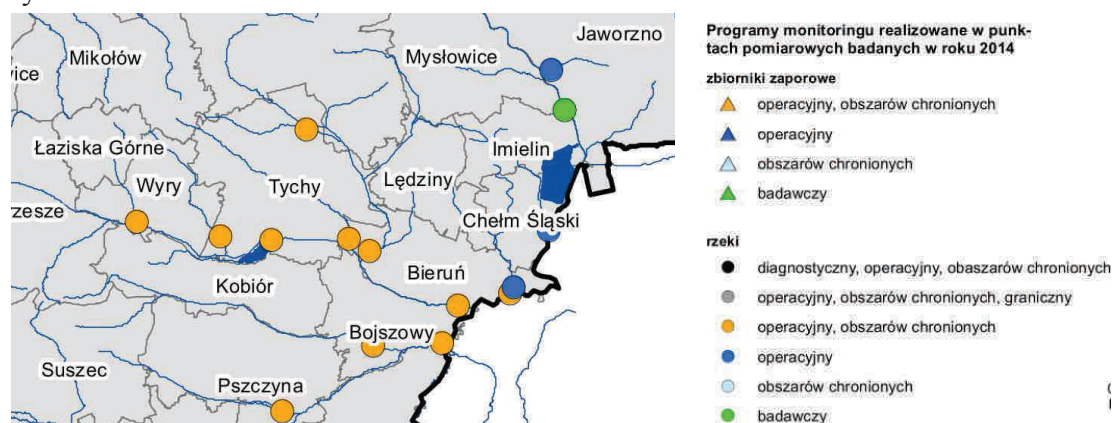 Mikołów
Mysłowice
Jaworzno
Łaziska Górne
Imielin
Wyry
Tychy
Lędziny
Chełm Śląski
Kobiór
Bieruń
Bojszowy
Suszec
Pszczyna
Programy monitoringu realizowane w punk-
tach pomiarowych badanych w roku 2014
zbiorniki zaporowe
operacyjny, obszarów chronionych
operacyjny
obszarów chronionych
badawczy
rzeki
diagnostyczny, operacyjny, obaszarów chronionych
operacyjny, obszarów chronionych, graniczny
operacyjny, obszarów chronionych
operacyjny
obszarów chronionych
badawczy